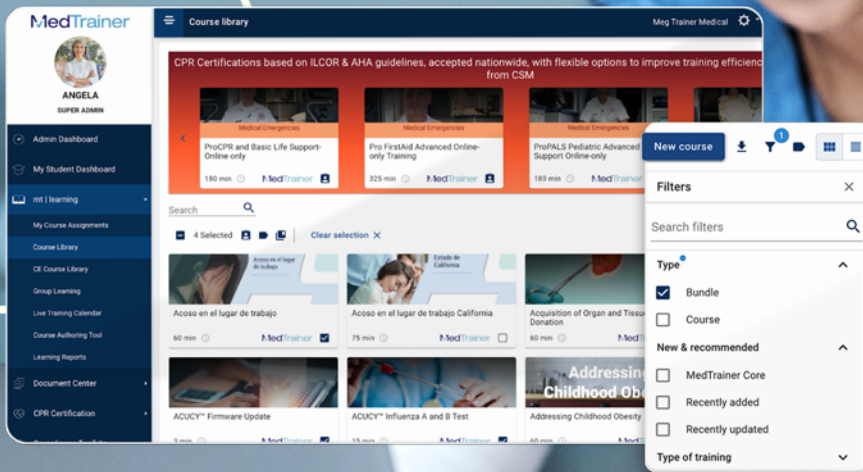 MedTrainer
ANGELA
SUPER ADMIN
Admin Dashboard
My Student Dashboard
mt | learning
My Course Assignments
Course Library
CE Course Library
Group Learning
Live Training Calendar
Course Authoring Tool
Learning Reports
Document Center
CPR Certification
Course library
Meg Trainer Medical
CPR Certifications based on ILCOR & AHA guidelines, accepted nationwide, with flexible options to improve training
from CSM
Medical Emergencies
ProCPR and Basic Life Support-
Online only
180 min
MedTrainer
Medical Emergencies
Pro FirstAid Advanced Online-
only Training
325 min
MedTrainer
Medical Emergencies
ProPALS Pediatric Advanced
Support Online-only
183 min
MedTrainer
Search
4 Selected
Clear selection
Acoso en el lugar
de trabajo
Acoso en el lugar de trabajo
60 min
MedTrainer
Estado de
California
Acoso en el lugar de trabajo California
75 min
MedTrainer
Acquisition of Organ and
Donation
60 min
ACUCY™ Firmware Update
3 min
MedTrainer
ACUCY™ Influenza A and B Test
15 min
MedTrainer
Addressing
Childhood
Addressing Childhood Obesity
60 min
New course
1
Filters
Search filters
Type
Bundle
Course
New & recommended
MedTrainer Core
Recently added
Recently updated
Type of training